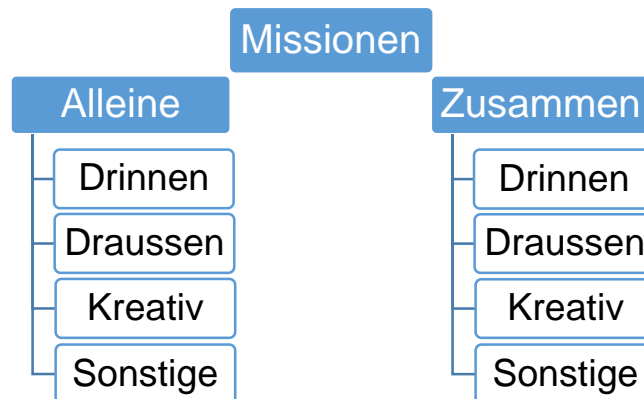 Missionen
Alleine
Drinnen
Draussen
Kreativ
Sonstige
Zusammen
Drinnen
Draussen
Kreativ
Sonstige